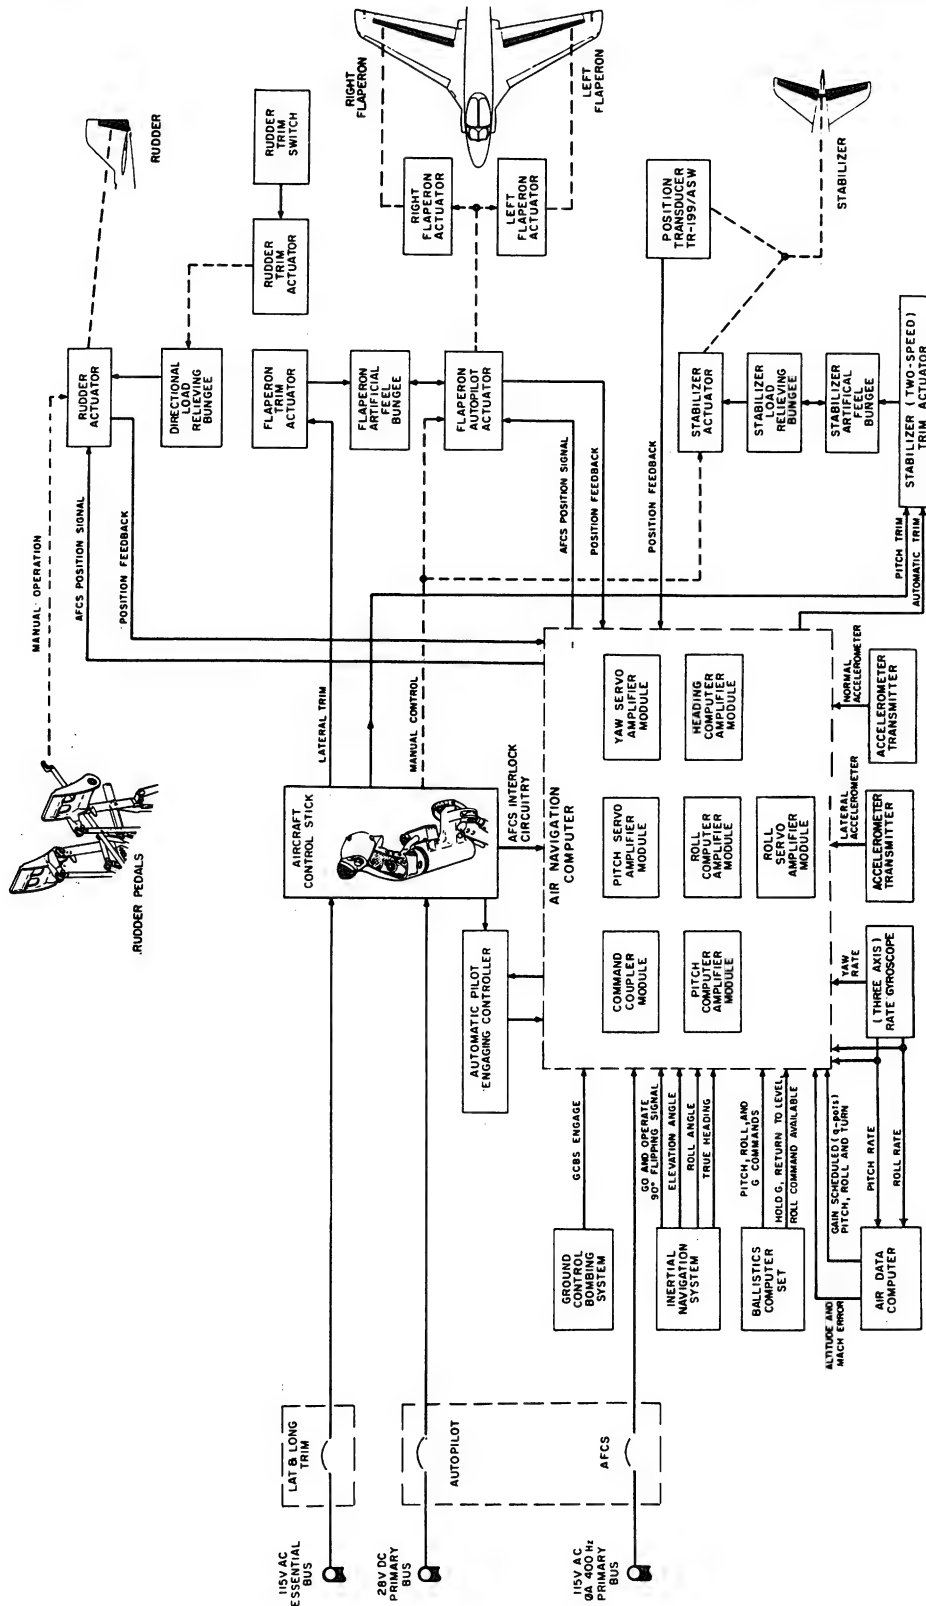 RUDDER
RUDDER
TRIM
SWITCH
RUDDER
TRIM
ACTUATOR
RIGHT
FLAPERON
LEFT
FLAPERON
RIGHT
FLAPERON
ACTUATOR
LEFT
FLAPERON
ACTUATOR
POSITION
TRANSDUCER
TR-199/ASW
STABILIZER
RUDDER
ACTUATOR
DIRECTIONAL
LOAD
RELIEVING
BUNGEE
FLAPERON
TRIM
ACTUATOR
FLAPERON
ARTIFICIAL
FEEL
BUNGEE
FLAPERON
AUTOPILOT
ACTUATOR
STABILIZER
ACTUATOR
STABILIZER
LOAD
RELIEVING
BUNGEE
STABILIZER
ARTIFICIAL
FEEL
BUNGEE
STABILIZER (TWO-SPEED)
TRIM ACTUATOR
MANUAL OPERATION
AFCS POSITION SIGNAL
POSITION FEEDBACK
LATERAL TRIM
MANUAL CONTROL
AFCS POSITION SIGNAL
POSITION FEEDBACK
POSITION FEEDBACK
PITCH TRIM
AUTOMATIC TRIM
RUDDER PEDALS
AIRCRAFT
CONTROL STICK
AFCS INTERLOCK
CIRCUITRY
AUTOMATIC PILOT
ENGAGING CONTROLLER
AIR NAVIGATION
COMPUTER
YAW SERVO
AMPLIFIER
MODULE
HEADING
COMPUTER
AMPLIFIER
MODULE
PITCH SERVO
AMPLIFIER
MODULE
ROLL
COMPUTER
AMPLIFIER
MODULE
ROLL
SERVO
AMPLIFIER
MODULE
COMMAND
COUPLER
MODULE
PITCH
COMPUTER
AMPLIFIER
MODULE
NORMAL
ACCELEROMETER
ACCELEROMETER
TRANSMITTER
LATERAL
ACCELEROMETER
ACCELEROMETER
TRANSMITTER
YAW
RATE
(THREE AXIS)
RATE GYROSCOPE
GCBS ENGAGE
GO AND OPERATE
90° FLIPPING SIGNAL
ELEVATION ANGLE
ROLL ANGLE
TRUE HEADING
PITCH, ROLL, AND
G COMMANDS
HOLD G, RETURN TO LEVEL,
ROLL COMMAND AVAILABLE
GAIN SCHEDULED (q-pots)
PITCH, ROLL AND TURN
PITCH RATE
ROLL RATE
GROUND
CONTROL
BOMBING
SYSTEM
INERTIAL
NAVIGATION
SYSTEM
BALLISTICS
COMPUTER
SET
AIR DATA
COMPUTER
ALTITUDE AND
MACH ERROR
LAT & LONG
TRIM
AUTOPILOT
AFCS
115V AC
ESSENTIAL
BUS
28V DC
PRIMARY
BUS
115V AC
ØA 400 Hz
PRIMARY
BUS